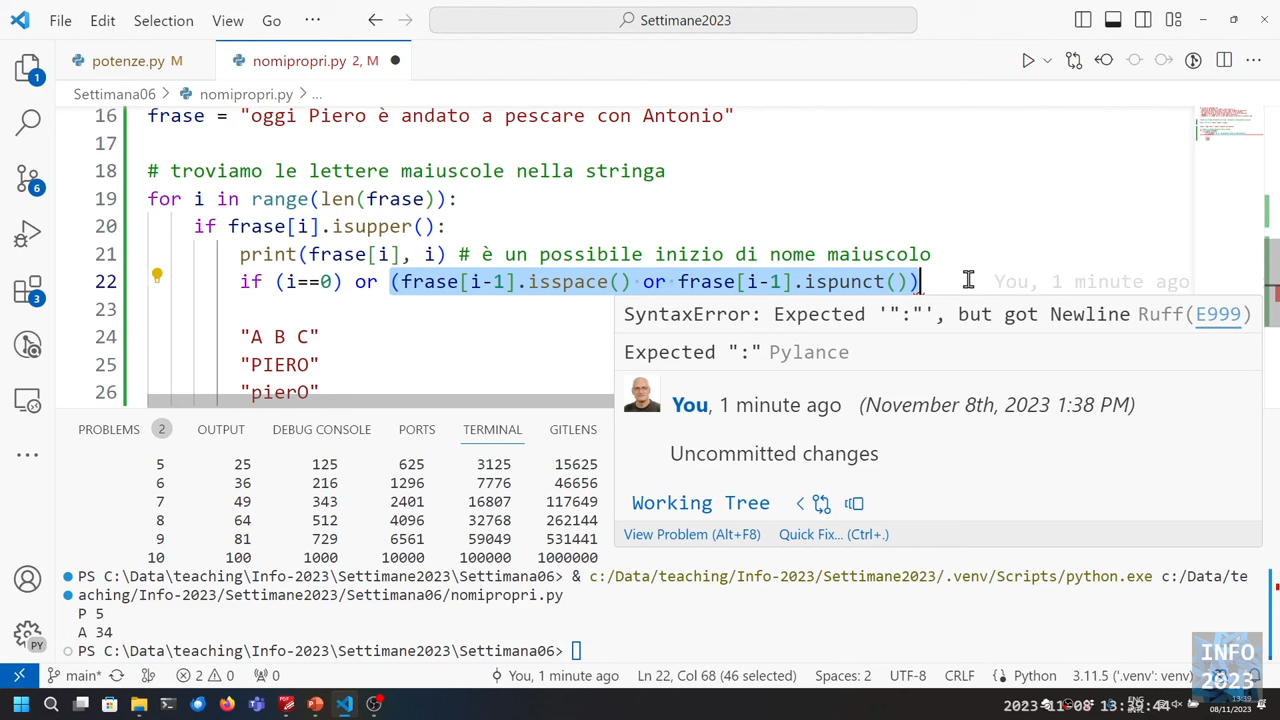 File Edit Selection View Go ··· Settimane2023
potenze.py M nomipropri.py 2, M
Settimana06 > nomipropri.py > ...
16 frase = "oggi Piero è andato a pescare con Antonio"
17
18 # troviamo le lettere maiuscole nella stringa
19 for i in range(len(frase)):
20 if frase[i].isupper():
21 print(frase[i], i) # è un possibile inizio di nome maiuscolo
22 if (i==0) or (frase[i-1].isspace() or frase[i-1].ispunct()) You, 1 minute ago
23
24 "A B C"
25 "PIERO"
26 "pierO"
SyntaxError: Expected '":"', but got Newline Ruff(E999)
Expected ":" Pylance
You, 1 minute ago (November 8th, 2023 1:38 PM)
Uncommitted changes
Working Tree
View Problem (Alt+F8) Quick Fix... (Ctrl+.)
1
6
3
PY
PROBLEMS 2 OUTPUT DEBUG CONSOLE PORTS TERMINAL GITLENS
5 25 125 625 3125 15625
6 36 216 1296 7776 46656
7 49 343 2401 16807 117649
8 64 512 4096 32768 262144
9 81 729 6561 59049 531441
10 100 1000 10000 100000 1000000
PS C:\Data\teaching\Info-2023\Settimane2023\Settimana06> & c:/Data/teaching/Info-2023/Settimane2023/.venv/Scripts/python.exe c:/Data/te
aching/Info-2023/Settimane2023/Settimana06/nomipropri.py
P 5
A 34
PS C:\Data\teaching\Info-2023\Settimane2023\Settimana06>
INFO
2023
main* 2 0 0 You, 1 minute ago Ln 22, Col 68 (46 selected) Spaces: 2 UTF-8 CRLF Python 3.11.5 ('.venv': venv)
ENG 13:39
08/11/2023